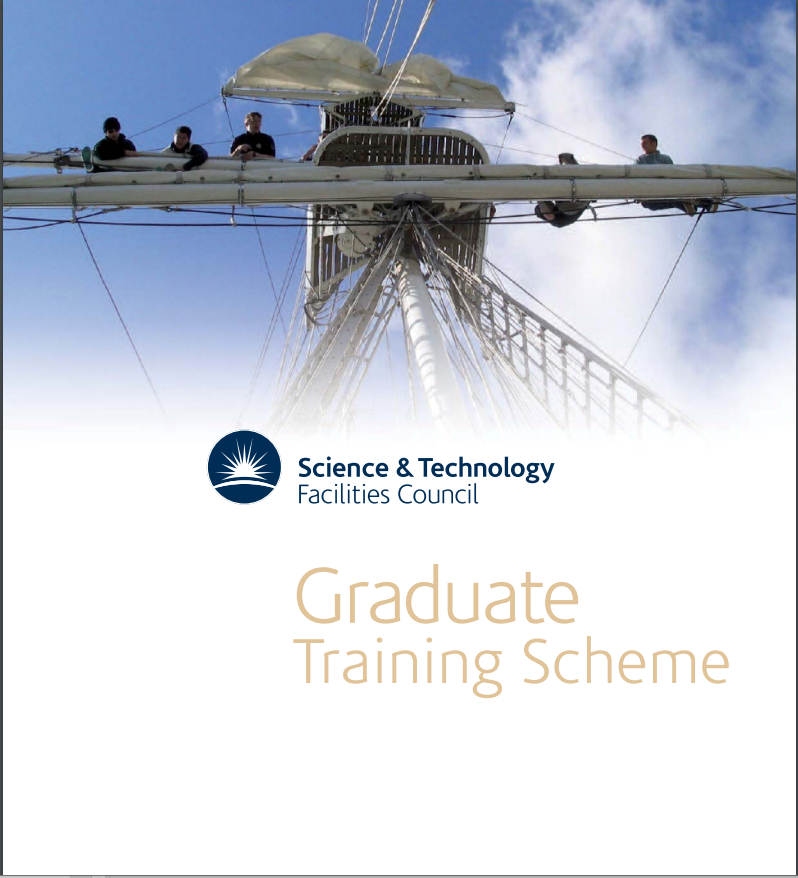 Science & Technology
Facilities Council
Graduate
Training Scheme